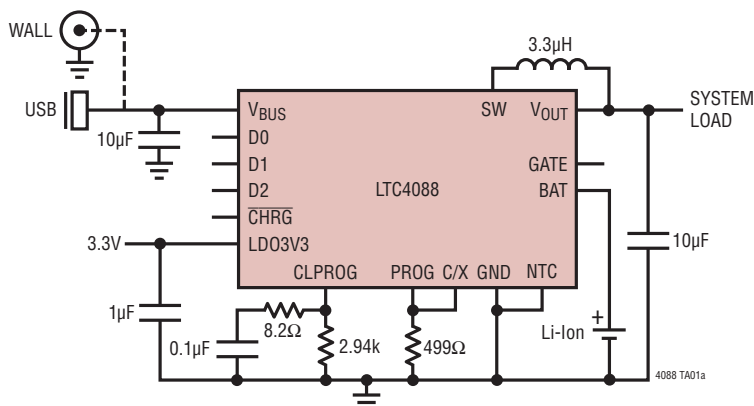 WALL
3.3µH
USB
10µF
VBUS
SW
VOUT
SYSTEM
LOAD
D0
D1
GATE
D2
LTC4088
BAT
CHRG
3.3V
LDO3V3
10µF
CLPROG
PROG
C/X
GND
NTC
1µF
0.1µF
8.2Ω
2.94k
499Ω
Li-Ion
+
4088 TA01a